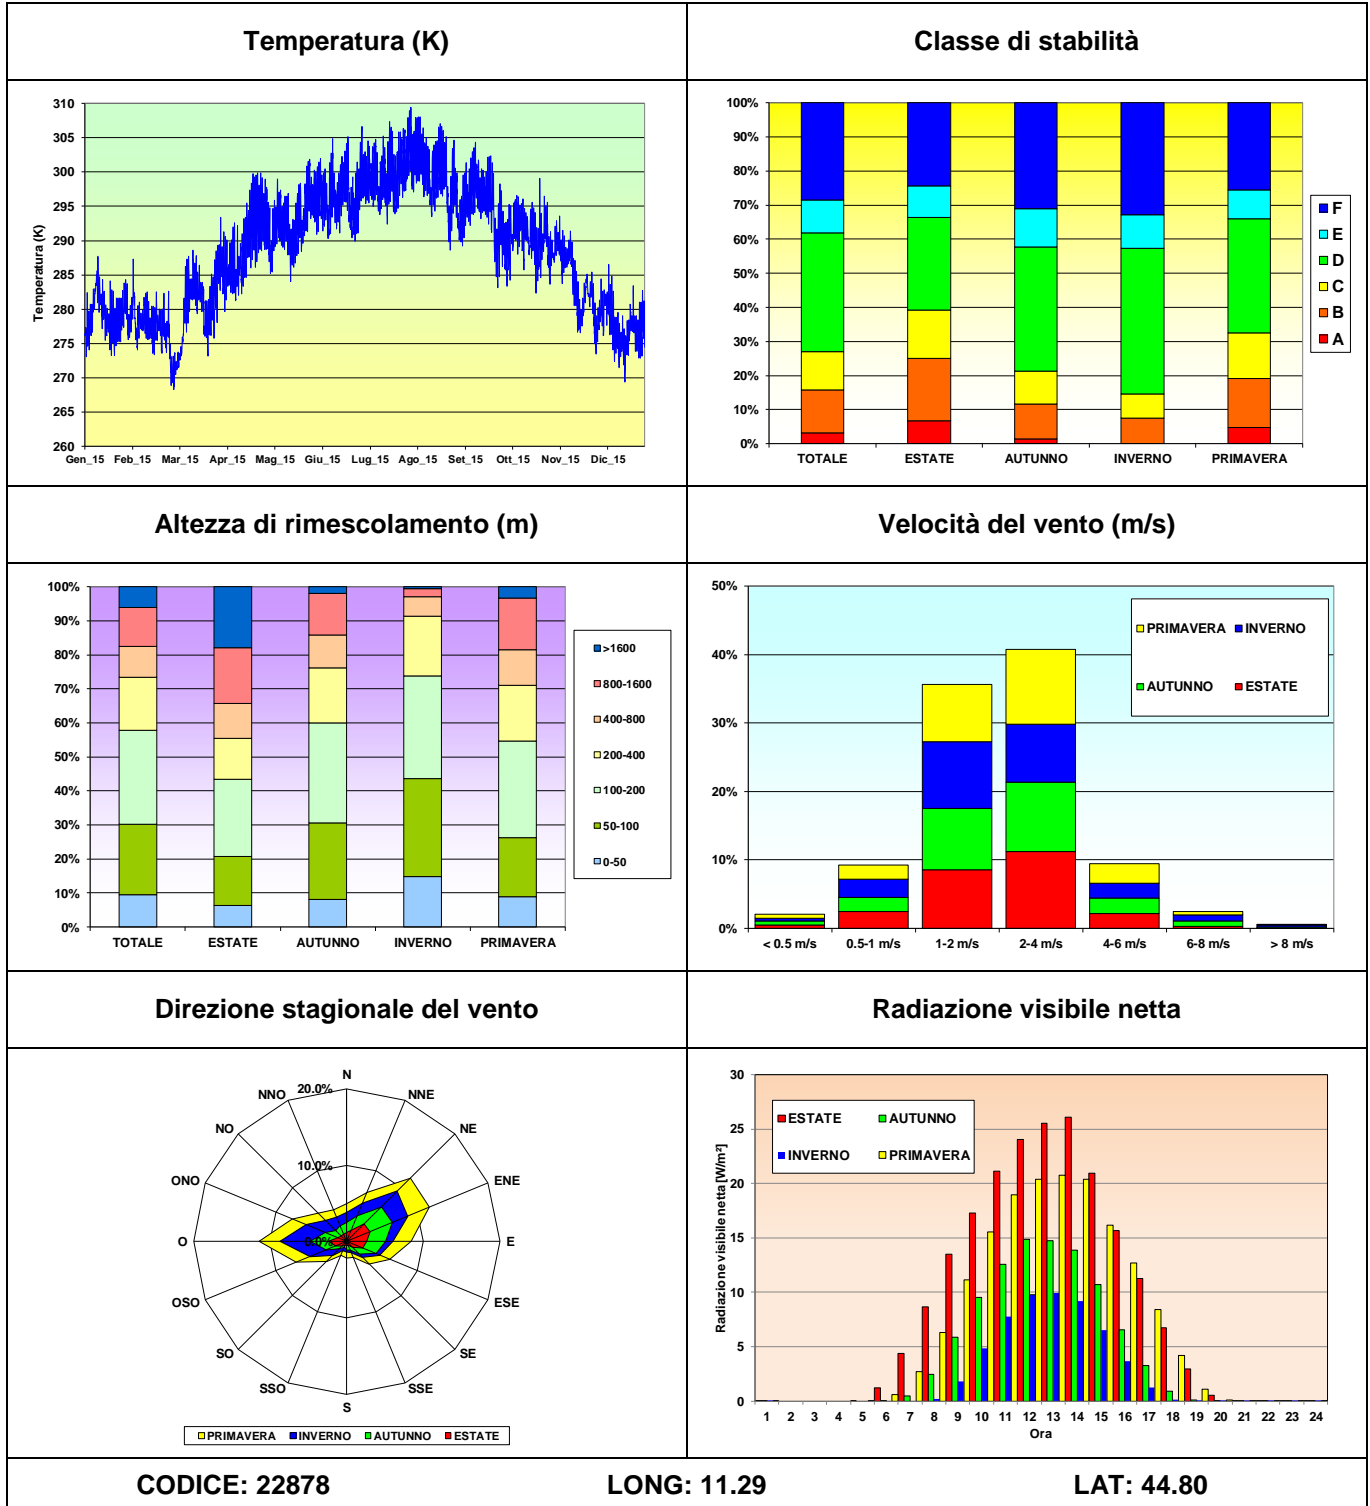 Temperatura (K)
Classe di stabilità
310
305
300
295
290
285
280
275
270
265
260
Temperatura (K)
Gen_15 Feb_15 Mar_15 Apr_15 Mag_15 Giu_15 Lug_15 Ago_15 Set_15 Ott_15 Nov_15 Dic_15
100%
90%
80%
70%
60%
50%
40%
30%
20%
10%
0%
TOTALE ESTATE AUTUNNO INVERNO PRIMAVERA
F
E
D
C
B
A
Altezza di rimescolamento (m)
Velocità del vento (m/s)
100%
90%
80%
70%
60%
50%
40%
30%
20%
10%
0%
TOTALE ESTATE AUTUNNO INVERNO PRIMAVERA
>1600
800-1600
400-800
200-400
100-200
50-100
0-50
50%
40%
30%
20%
10%
0%
PRIMAVERA INVERNO
AUTUNNO ESTATE
< 0.5 m/s 0.5-1 m/s 1-2 m/s 2-4 m/s 4-6 m/s 6-8 m/s > 8 m/s
Direzione stagionale del vento
Radiazione visibile netta
N
NNE
NE
ENE
E
ESE
SE
SSE
S
SSO
SO
OSO
O
ONO
NO
NNO
20.0%
10.0%
0.0%
PRIMAVERA INVERNO AUTUNNO ESTATE
30
25
20
15
10
5
0
Radiazione visibile netta [W/m²]
ESTATE AUTUNNO
INVERNO PRIMAVERA
1 2 3 4 5 6 7 8 9 10 11 12 13 14 15 16 17 18 19 20 21 22 23 24
Ora
CODICE: 22878 LONG: 11.29 LAT: 44.80